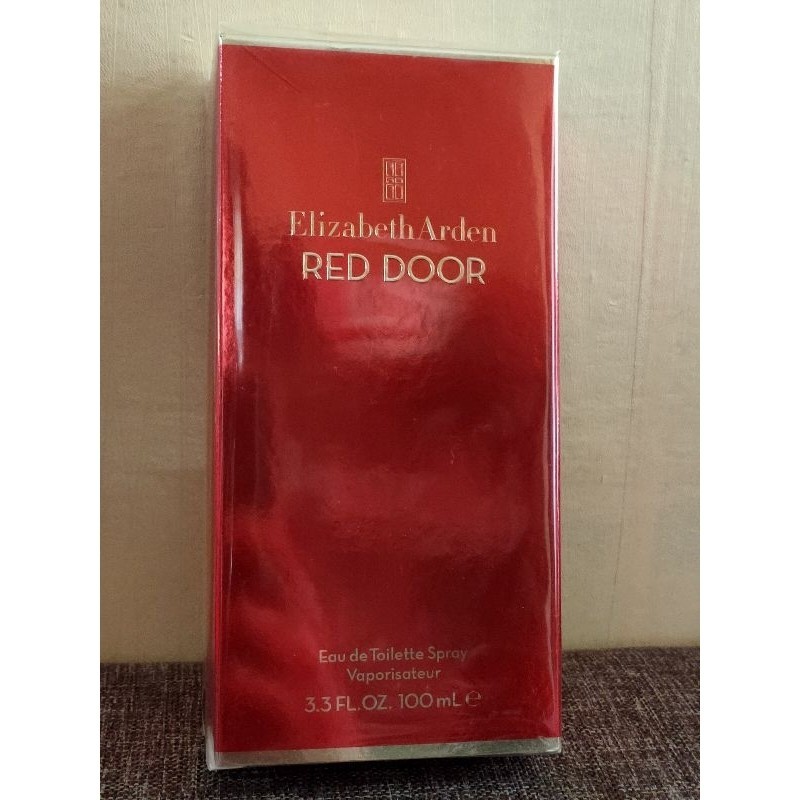 Elizabeth Arden
RED DOOR
Eau de Toilette Spray
Vaporisateur
3.3 FL.OZ. 100 mL ℮